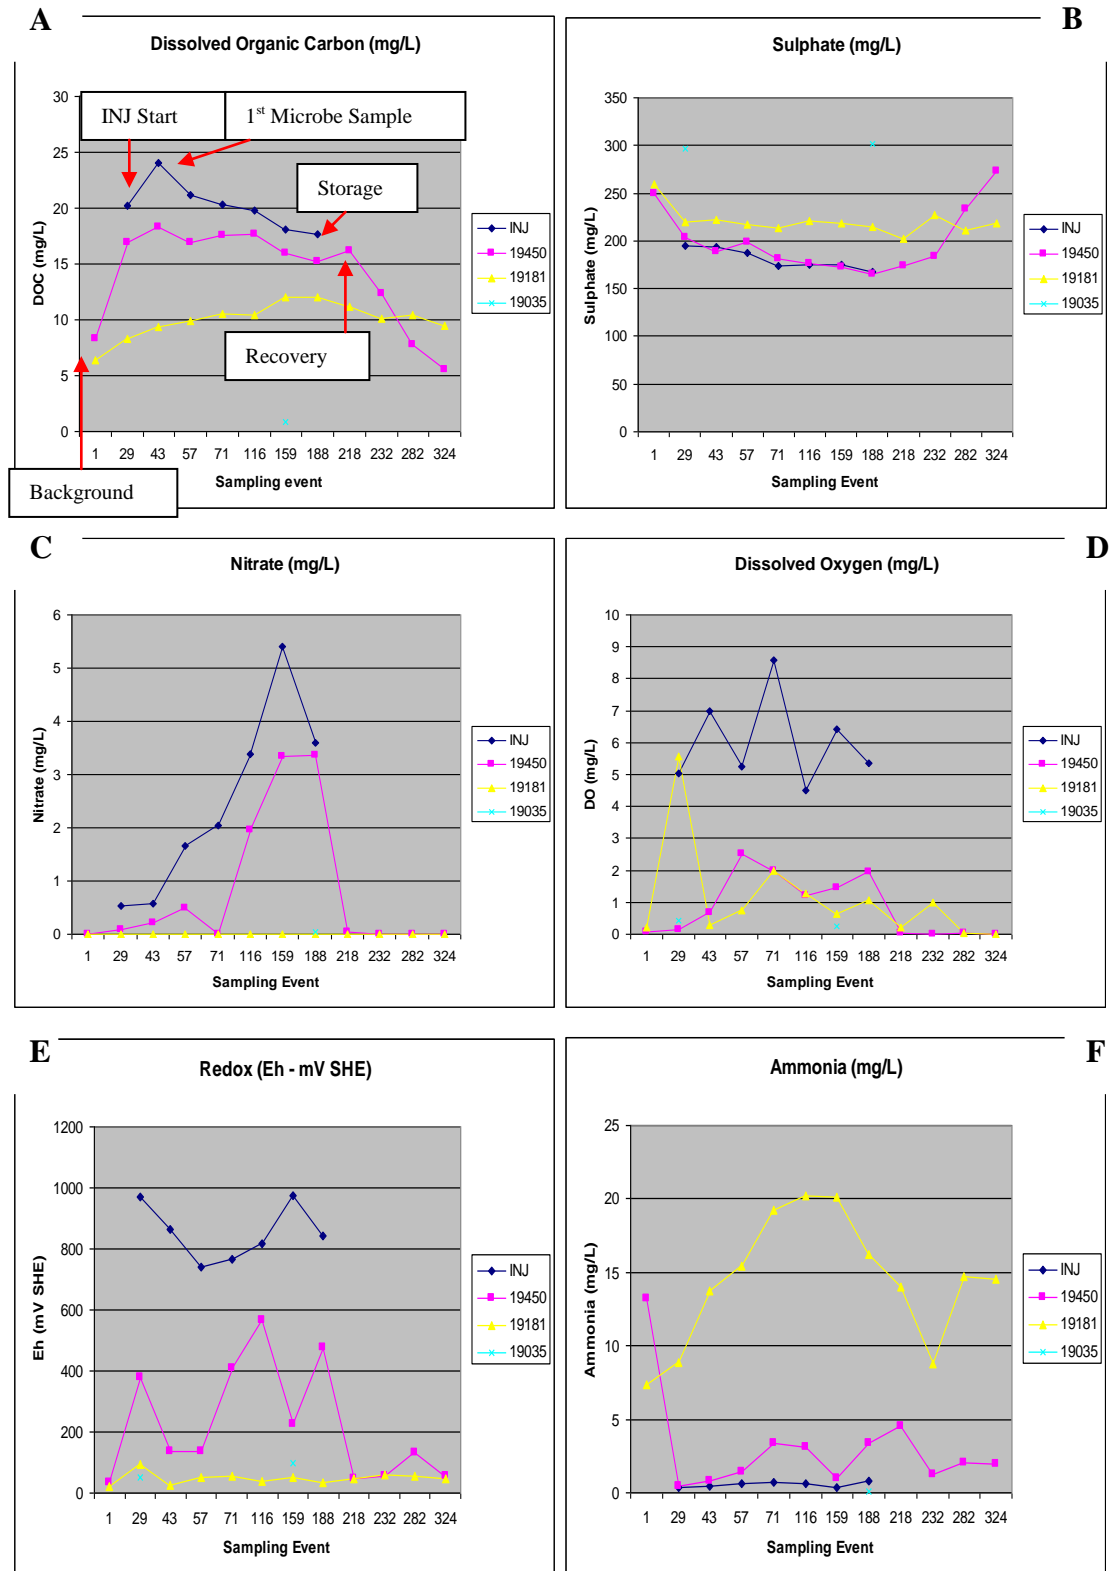 A
Dissolved Organic Carbon (mg/L)
30
25
20
15
10
5
0
DOC (mg/L)
INJ Start
1st Microbe Sample
Storage
Recovery
Background
1 29 43 57 71 116 159 188 218 232 282 324
Sampling event
INJ
19450
19181
19035
B
Sulphate (mg/L)
350
300
250
200
150
100
50
0
Sulphate (mg/L)
1 29 43 57 71 114 116 159 188 218 232 282 324
Sampling Event
INJ
19450
19181
19035
C
Nitrate (mg/L)
6
5
4
3
2
1
0
Nitrate (mg/L)
1 29 43 57 71 116 159 188 218 232 282 324
Sampling Event
INJ
19450
19181
19035
D
Dissolved Oxygen (mg/L)
10
9
8
7
6
5
4
3
2
1
0
DO (mg/L)
1 29 43 57 71 116 159 188 218 232 282 324
Sampling Event
INJ
19450
19181
19035
E
Redox (Eh - mV SHE)
1200
1000
800
600
400
200
0
Eh (mV SHE)
1 29 43 57 71 116 159 188 218 232 282 324
Sampling Event
INJ
19450
19181
19035
F
Ammonia (mg/L)
25
20
15
10
5
0
Ammonia (mg/L)
1 29 43 57 71 116 159 188 218 232 282 324
Sampling Event
INJ
19450
19181
19035